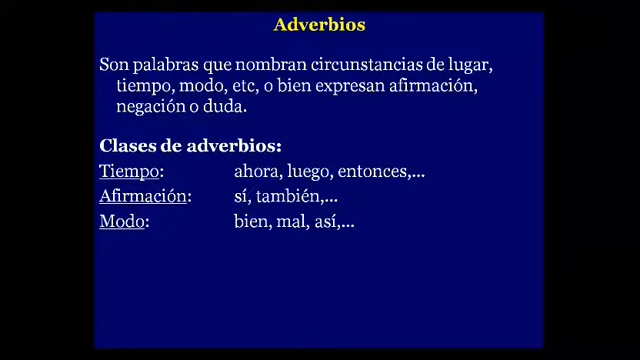 Adverbios
Son palabras que nombran circunstancias de lugar,
tiempo, modo, etc, o bien expresan afirmación,
negación o duda.
Clases de adverbios:
Tiempo: ahora, luego, entonces,...
Afirmación: sí, también,...
Modo: bien, mal, así,...